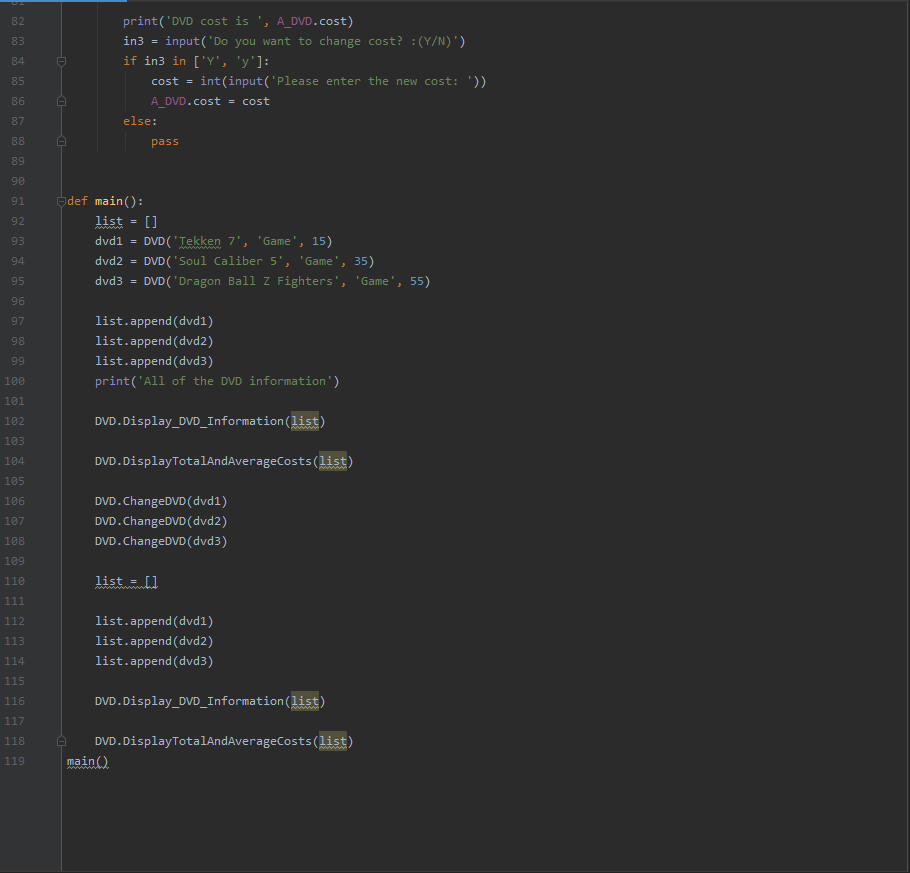 82 print('DVD cost is ', A_DVD.cost)
83 in3 = input('Do you want to change cost? :(Y/N)')
84 if in3 in ['Y', 'y']:
85 cost = int(input('Please enter the new cost: '))
86 A_DVD.cost = cost
87 else:
88 pass
89
90
91 def main():
92 list = []
93 dvd1 = DVD('Tekken 7', 'Game', 15)
94 dvd2 = DVD('Soul Caliber 5', 'Game', 35)
95 dvd3 = DVD('Dragon Ball Z Fighters', 'Game', 55)
96
97 list.append(dvd1)
98 list.append(dvd2)
99 list.append(dvd3)
100 print('All of the DVD information')
101
102 DVD.Display_DVD_Information(list)
103
104 DVD.DisplayTotalAndAverageCosts(list)
105
106 DVD.ChangeDVD(dvd1)
107 DVD.ChangeDVD(dvd2)
108 DVD.ChangeDVD(dvd3)
109
110 list = []
111
112 list.append(dvd1)
113 list.append(dvd2)
114 list.append(dvd3)
115
116 DVD.Display_DVD_Information(list)
117
118 DVD.DisplayTotalAndAverageCosts(list)
119 main()